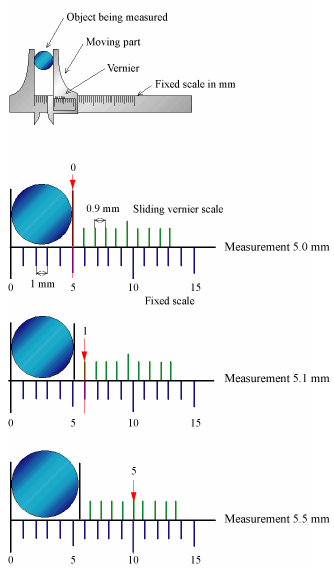 Object being measured
Moving part
Vernier
Fixed scale in mm
0
0.9 mm
Sliding vernier scale
Measurement 5.0 mm
1 mm
0 5 10 15
Fixed scale
1
Measurement 5.1 mm
0 5 10 15
5
Measurement 5.5 mm
0 5 10 15